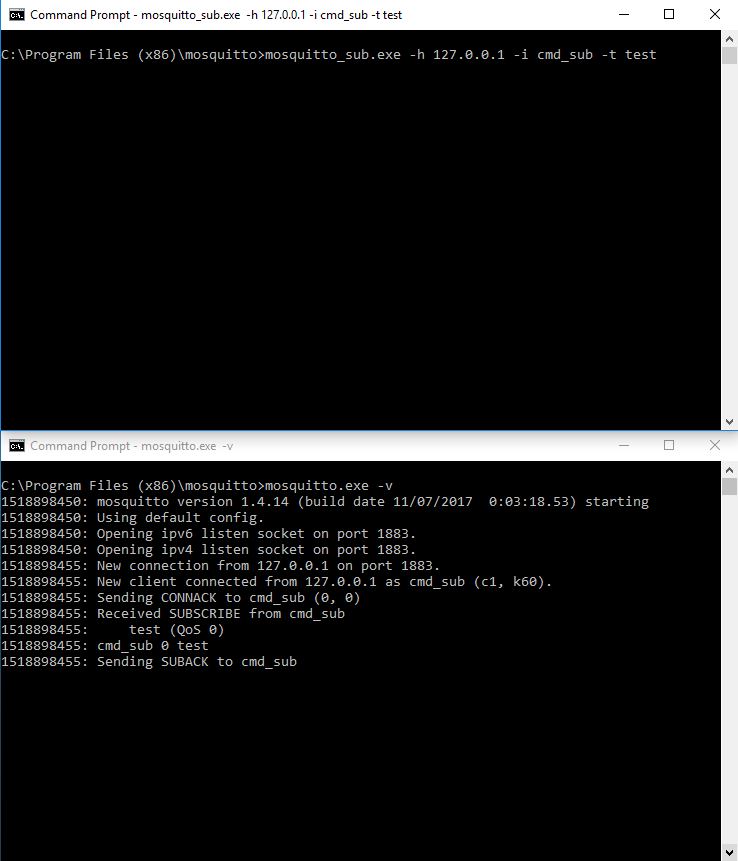 Command Prompt - mosquitto_sub.exe  -h 127.0.0.1 -i cmd_sub -t test
C:\Program Files (x86)\mosquitto>mosquitto_sub.exe -h 127.0.0.1 -i cmd_sub -t test
Command Prompt - mosquitto.exe  -v
C:\Program Files (x86)\mosquitto>mosquitto.exe -v
1518898450: mosquitto version 1.4.14 (build date 11/07/2017  0:03:18.53) starting
1518898450: Using default config.
1518898450: Opening ipv6 listen socket on port 1883.
1518898450: Opening ipv4 listen socket on port 1883.
1518898455: New connection from 127.0.0.1 on port 1883.
1518898455: New client connected from 127.0.0.1 as cmd_sub (c1, k60).
1518898455: Sending CONNACK to cmd_sub (0, 0)
1518898455: Received SUBSCRIBE from cmd_sub
1518898455:     test (QoS 0)
1518898455: cmd_sub 0 test
1518898455: Sending SUBACK to cmd_sub